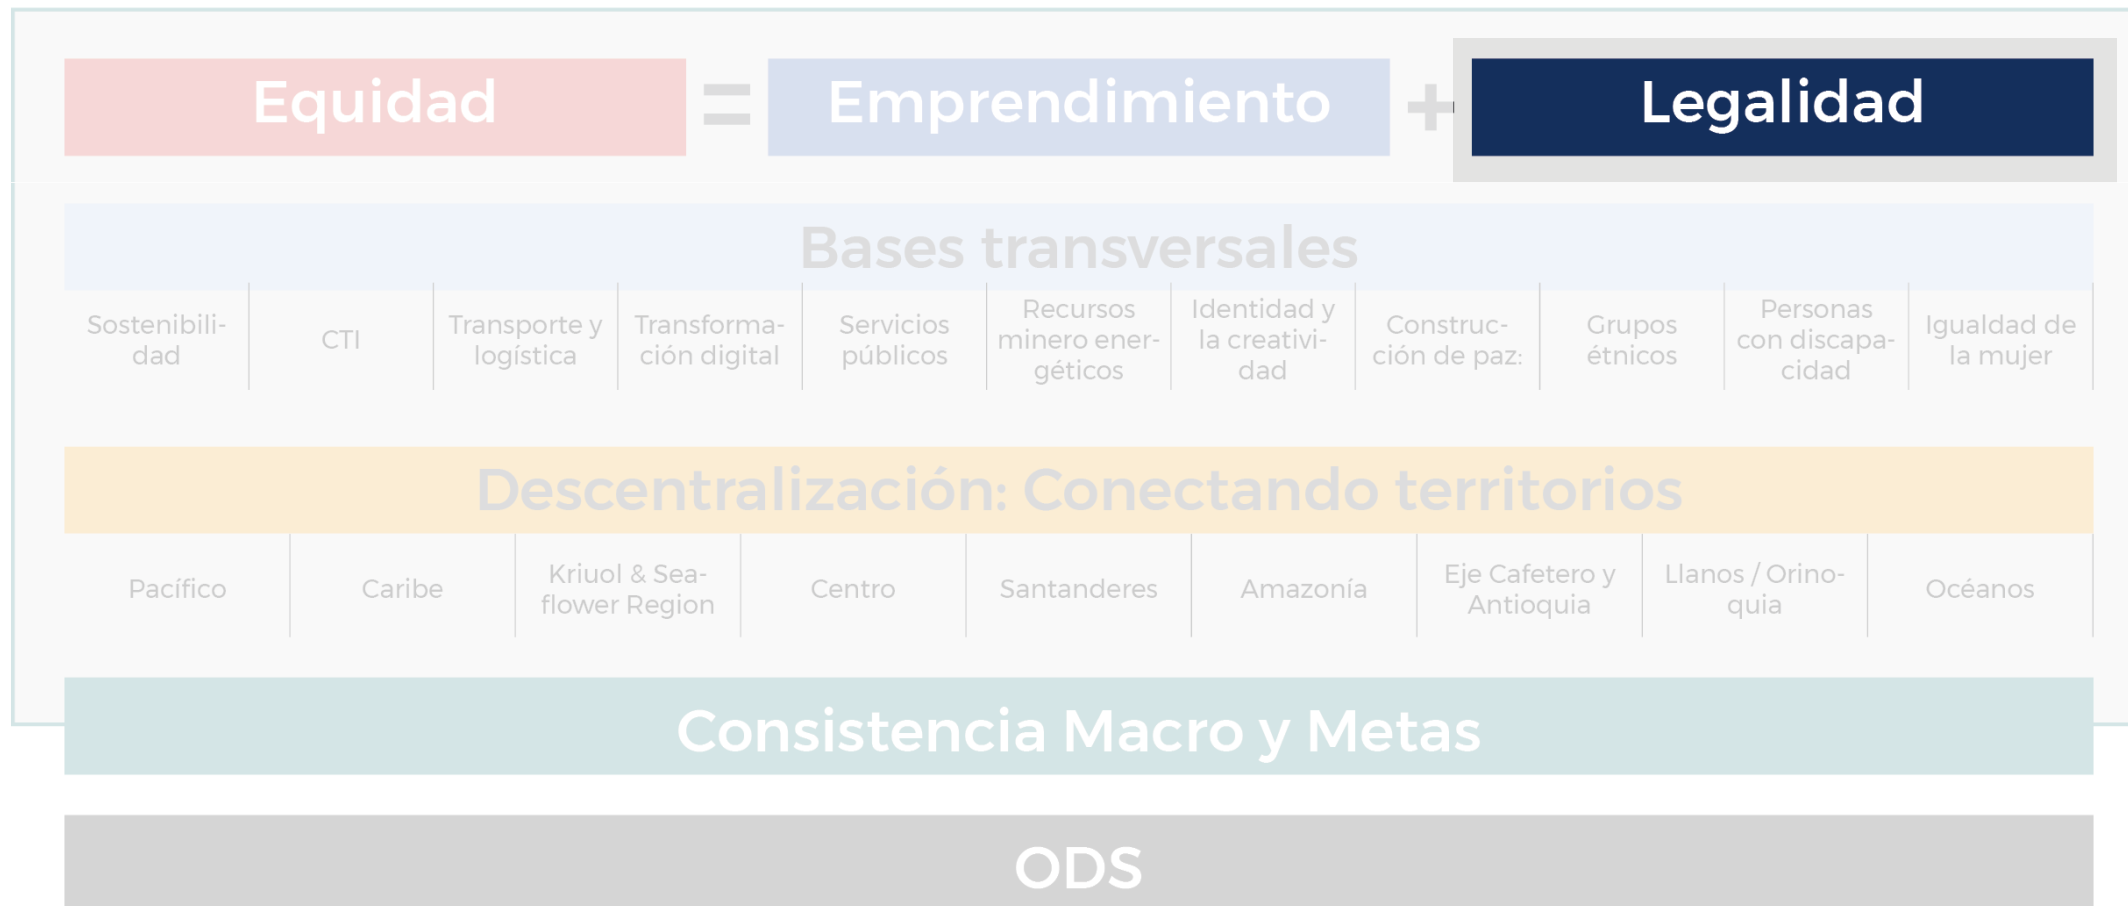 Equidad = Emprendimiento + Legalidad
Bases transversales
Sostenibili-
dad
CTI
Transporte y
logística
Transforma-
ción digital
Servicios
públicos
Recursos
minero ener-
géticos
Identidad y
la creativi-
dad
Construc-
ción de paz:
Grupos
étnicos
Personas
con discapa-
cidad
Igualdad de
la mujer
Descentralización: Conectando territorios
Pacífico
Caribe
Kriuol & Sea-
flower Region
Centro
Santanderes
Amazonía
Eje Cafetero y
Antioquia
Llanos / Orino-
quia
Océanos
Consistencia Macro y Metas
ODS